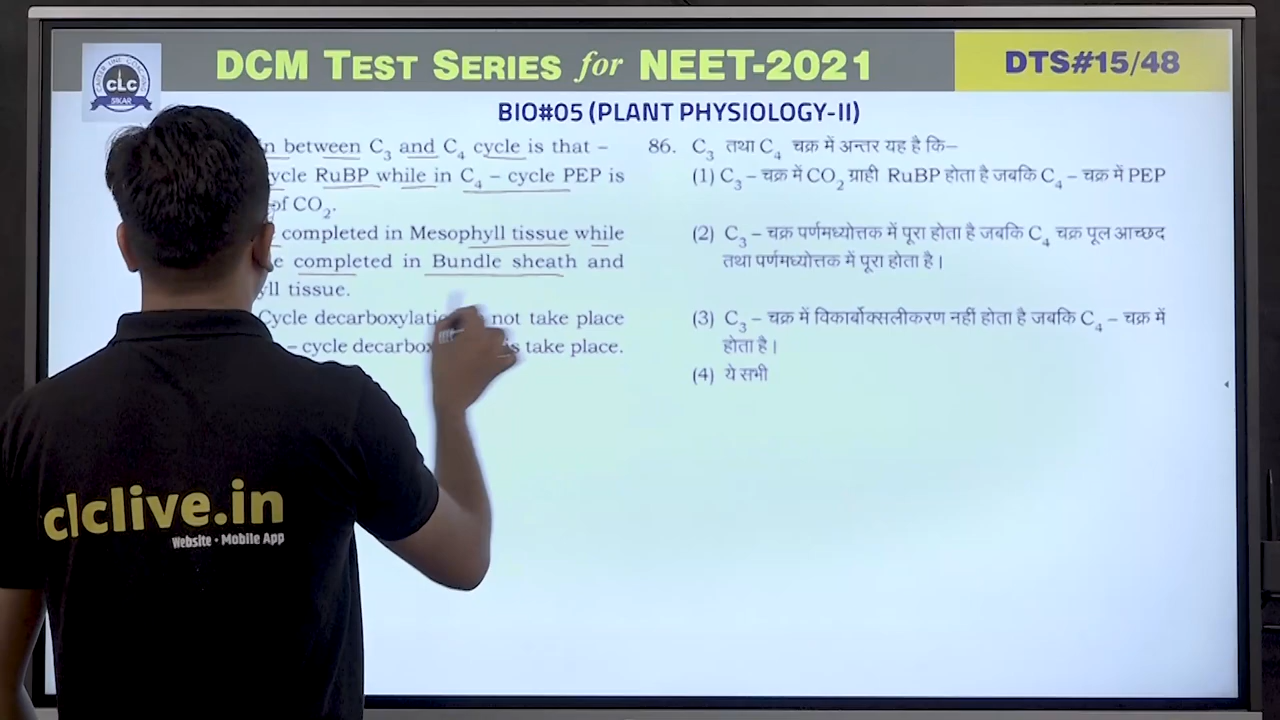 DCM TEST SERIES for NEET-2021
DTS#15/48
CLC
SIKAR
BIO#05 (PLANT PHYSIOLOGY-II)
between C3 and C4 cycle is that –
RuBP while in C4 – cycle PEP is
of CO2.
completed in Mesophyll tissue while
completed in Bundle sheath and
tissue.
Cycle not take place
– cycle take place.
86. C3 तथा C4 चक्र में अन्तर यह है कि–
(1) C3 – चक्र में CO2 ग्राही RuBP होता है जबकि C4 – चक्र में PEP
(2) C3 – चक्र पर्णमध्योत्तक में पूरा होता है जबकि C4 चक्र पूल आच्छद
तथा पर्णमध्योत्तक में पूरा होता है।
(3) C3 – चक्र में विकार्बोक्सलीकरण नहीं होता है जबकि C4 – चक्र में
होता है।
(4) ये सभी
clclive.in
Website • Mobile App